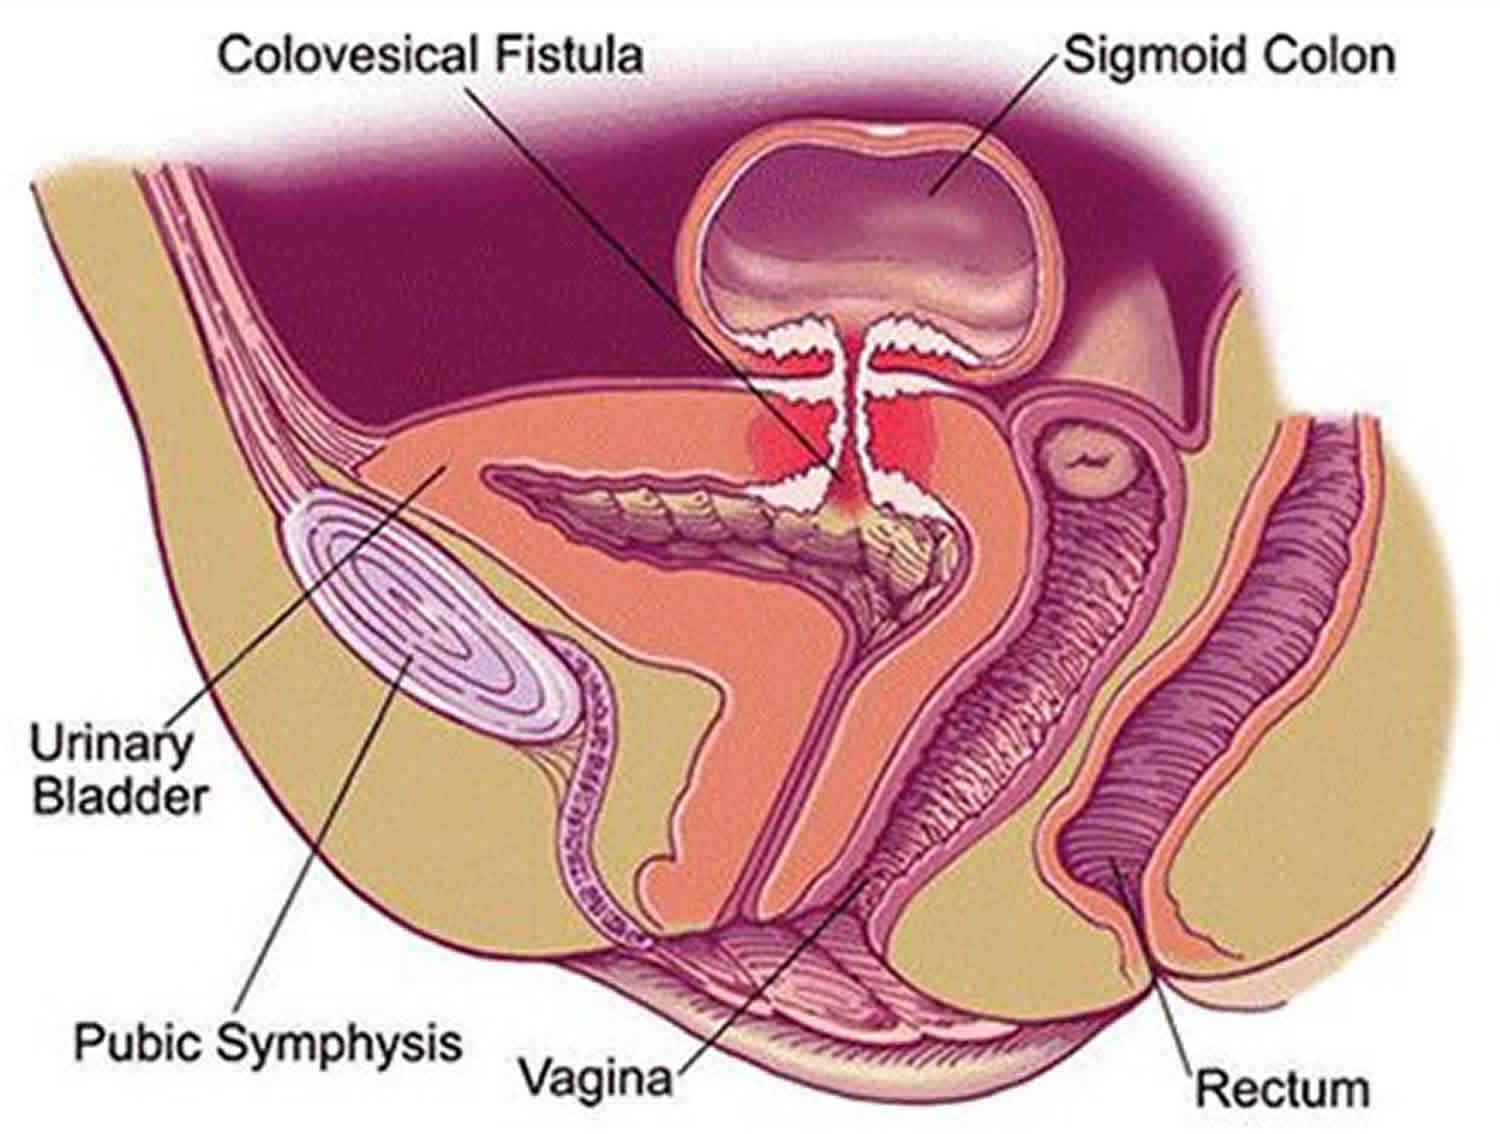 Colovesical Fistula
Sigmoid Colon
Urinary
Bladder
Pubic Symphysis
Vagina
Rectum